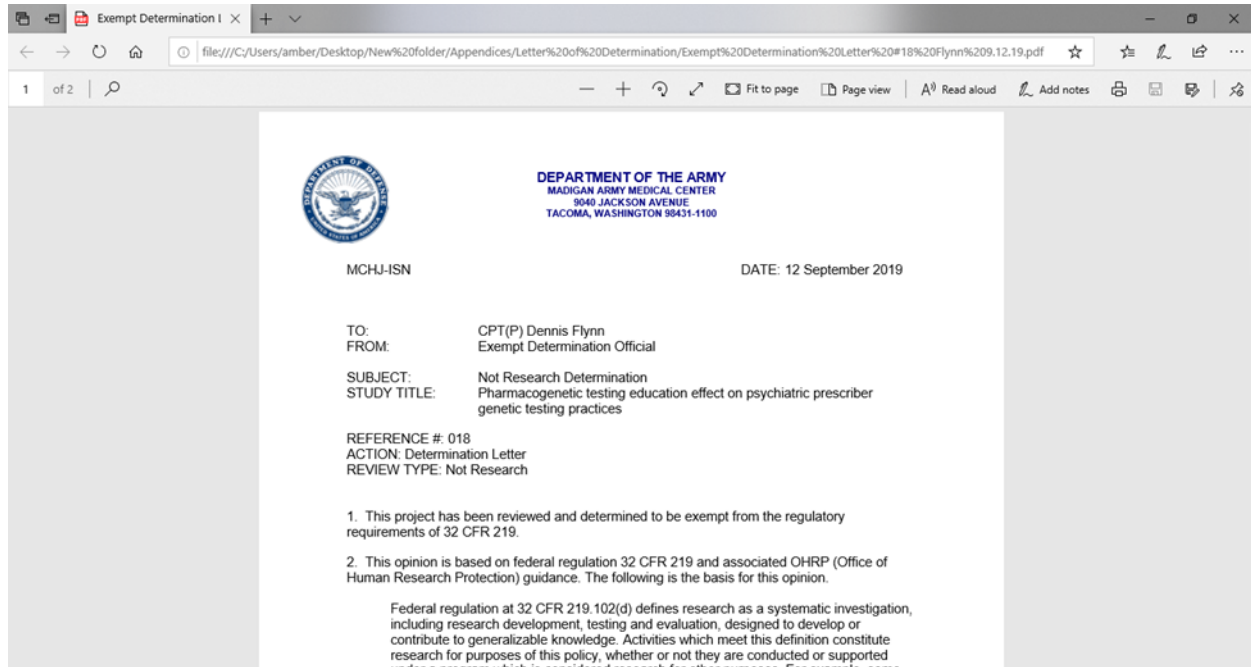 Exempt Determination L
file:///C:/Users/amber/Desktop/New%20folder/Appendices/Letter%20of%20Determination/Exempt%20Determination%20Letter%20#18%20Flynn%209.12.19.pdf
1 of 2 Fit to page Page view Read aloud Add notes
DEPARTMENT OF DEFENSE
UNITED STATES OF AMERICA
DEPARTMENT OF THE ARMY
MADIGAN ARMY MEDICAL CENTER
9040 JACKSON AVENUE
TACOMA, WASHINGTON 98431-1100
MCHJ-ISN DATE: 12 September 2019
TO: CPT(P) Dennis Flynn
FROM: Exempt Determination Official
SUBJECT: Not Research Determination
STUDY TITLE: Pharmacogenetic testing education effect on psychiatric prescriber
genetic testing practices
REFERENCE #: 018
ACTION: Determination Letter
REVIEW TYPE: Not Research
1. This project has been reviewed and determined to be exempt from the regulatory
requirements of 32 CFR 219.
2. This opinion is based on federal regulation 32 CFR 219 and associated OHRP (Office of
Human Research Protection) guidance. The following is the basis for this opinion.
Federal regulation at 32 CFR 219.102(d) defines research as a systematic investigation,
including research development, testing and evaluation, designed to develop or
contribute to generalizable knowledge. Activities which meet this definition constitute
research for purposes of this policy, whether or not they are conducted or supported